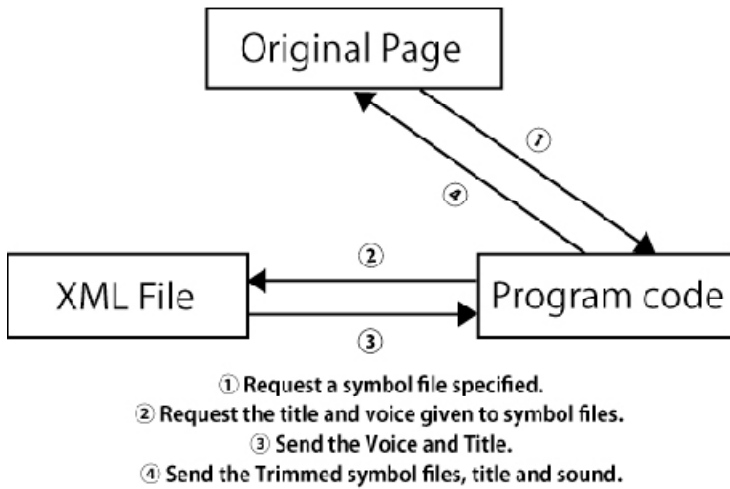 Original Page
①
④
②
XML File
Program code
③
① Request a symbol file specified.
② Request the title and voice given to symbol files.
③ Send the Voice and Title.
④ Send the Trimmed symbol files, title and sound.